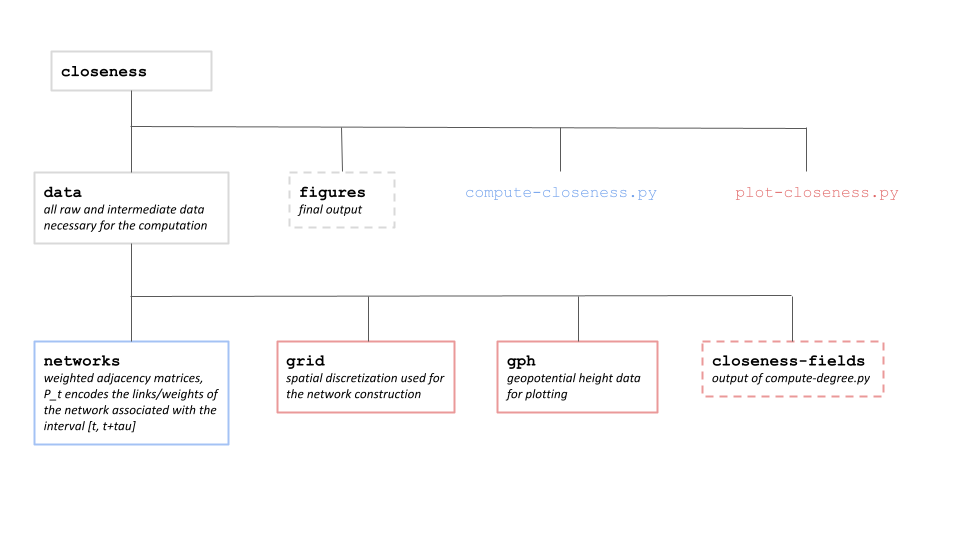 closeness
data
all raw and intermediate data
necessary for the computation
figures
final output
compute-closeness.py
plot-closeness.py
networks
weighted adjacency matrices,
P_t encodes the links/weights of
the network associated with the
interval [t, t+tau]
grid
spatial discretization used for
the network construction
gph
geopotential height data
for plotting
closeness-fields
output of compute-degree.py